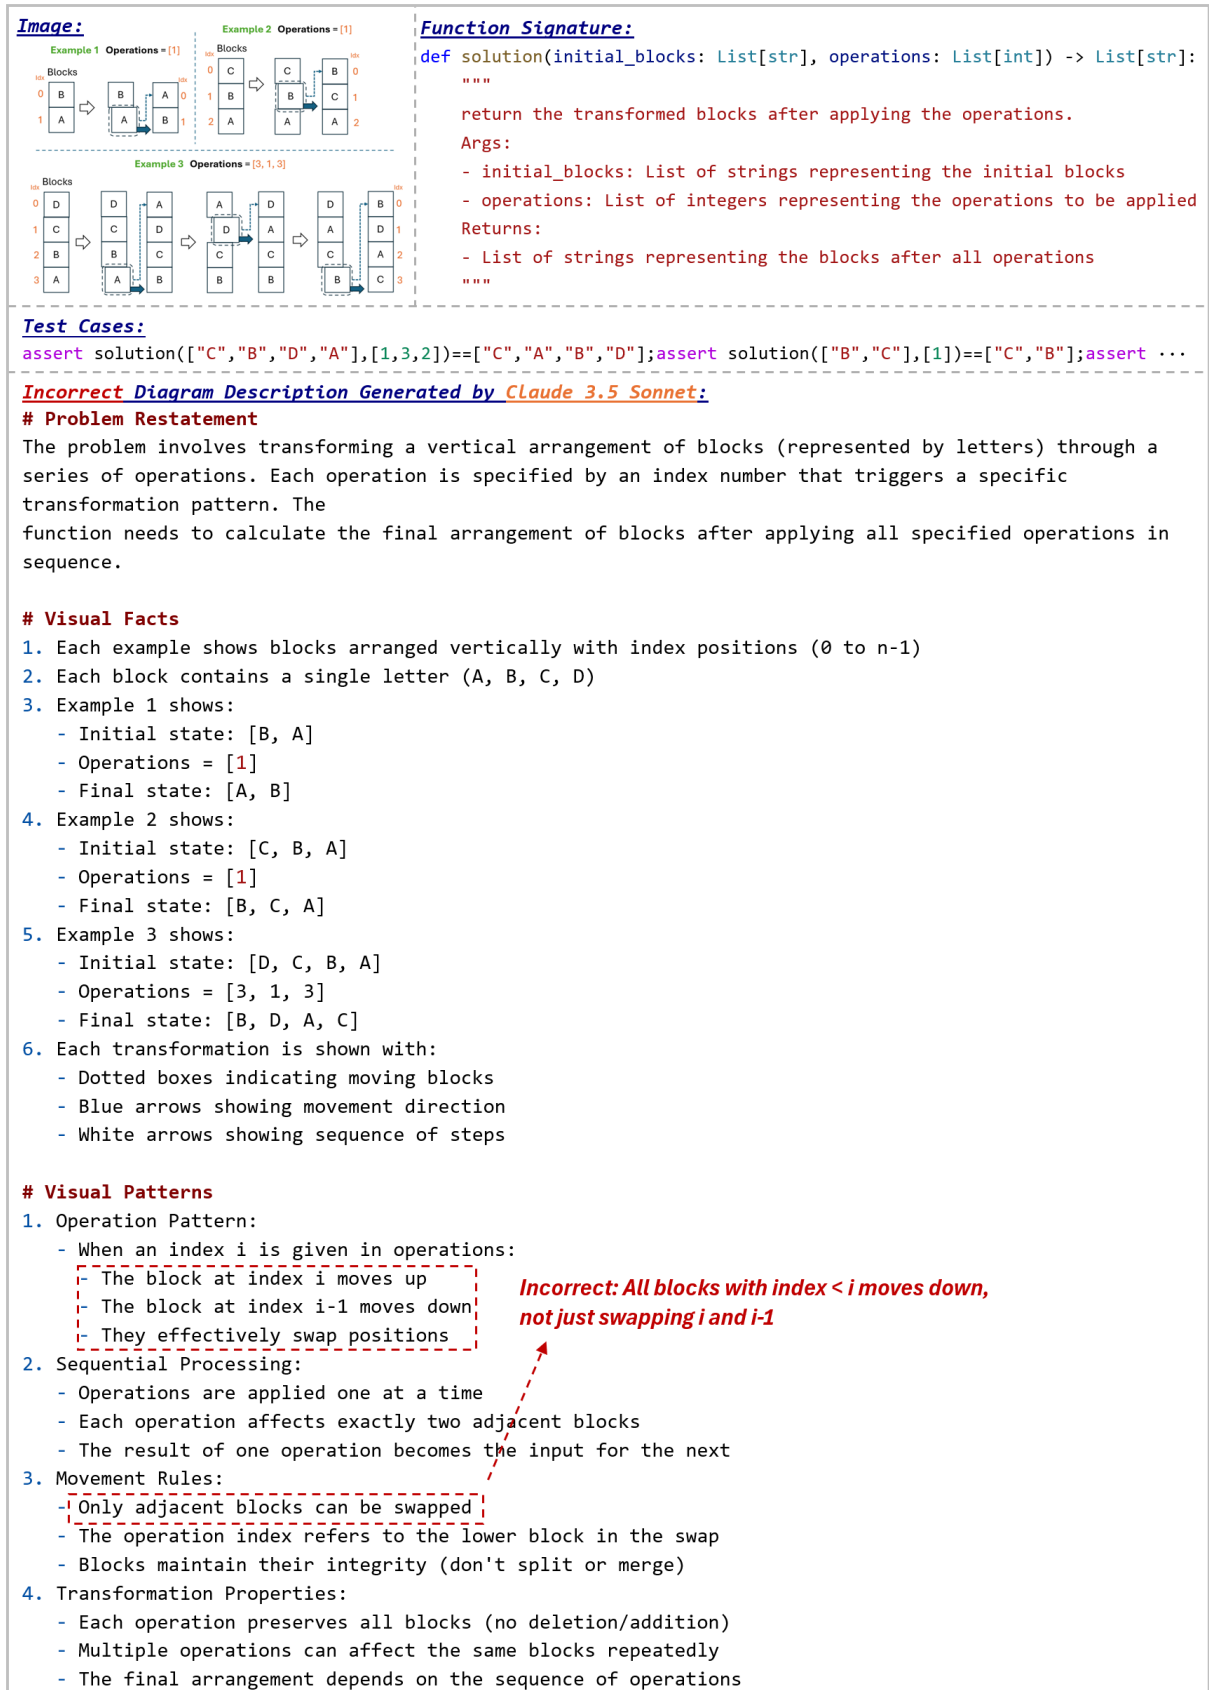 Image:
Example 1 Operations = [1]
Idx Blocks
0 B B A 0
1 A A B 1
Idx
Example 2 Operations = [1]
Idx Blocks
Idx
0 C C B 0
1 B B C 1
2 A A A 2
Example 3 Operations = [3, 1, 3]
Idx Blocks
Idx
0 D D A A D D B 0
1 C C D D A A D 1
2 B B C C C C A 2
3 A A B B B B C 3
Function Signature:
def solution(initial_blocks: List[str], operations: List[int]) -> List[str]:
"""
return the transformed blocks after applying the operations.
Args:
- initial_blocks: List of strings representing the initial blocks
- operations: List of integers representing the operations to be applied
Returns:
- List of strings representing the blocks after all operations
"""
Test Cases:
assert solution(["C","B","D","A"],[1,3,2])==["C","A","B","D"];assert solution(["B","C"],[1])==["C","B"];assert ···
Incorrect Diagram Description Generated by Claude 3.5 Sonnet:
# Problem Restatement
The problem involves transforming a vertical arrangement of blocks (represented by letters) through a
series of operations. Each operation is specified by an index number that triggers a specific
transformation pattern. The
function needs to calculate the final arrangement of blocks after applying all specified operations in
sequence.
# Visual Facts
1. Each example shows blocks arranged vertically with index positions (0 to n-1)
2. Each block contains a single letter (A, B, C, D)
3. Example 1 shows:
- Initial state: [B, A]
- Operations = [1]
- Final state: [A, B]
4. Example 2 shows:
- Initial state: [C, B, A]
- Operations = [1]
- Final state: [B, C, A]
5. Example 3 shows:
- Initial state: [D, C, B, A]
- Operations = [3, 1, 3]
- Final state: [B, D, A, C]
6. Each transformation is shown with:
- Dotted boxes indicating moving blocks
- Blue arrows showing movement direction
- White arrows showing sequence of steps
# Visual Patterns
1. Operation Pattern:
- When an index i is given in operations:
- The block at index i moves up
- The block at index i-1 moves down
- They effectively swap positions
Incorrect: All blocks with index < i moves down,
not just swapping i and i-1
2. Sequential Processing:
- Operations are applied one at a time
- Each operation affects exactly two adjacent blocks
- The result of one operation becomes the input for the next
3. Movement Rules:
- Only adjacent blocks can be swapped
- The operation index refers to the lower block in the swap
- Blocks maintain their integrity (don't split or merge)
4. Transformation Properties:
- Each operation preserves all blocks (no deletion/addition)
- Multiple operations can affect the same blocks repeatedly
- The final arrangement depends on the sequence of operations